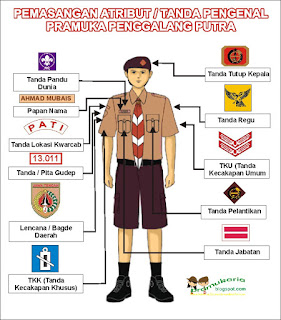 PEMASANGAN ATRIBUT / TANDA PENGENAL
PRAMUKA PENGGALANG PUTRA
Tanda Pandu
Dunia
AHMAD MUBAIS
Papan Nama
PATI
Tanda Lokasi Kwarcab
13.011
Tanda / Pita Gudep
Lencana / Bagde
Daerah
TKK (Tanda
Kecakapan Khusus)
Tanda Tutup Kepala
Tanda Regu
TKU (Tanda
Kecakapan Umum
Tanda Pelantikan
Tanda Jabatan
Pramukaria
blogspot.com